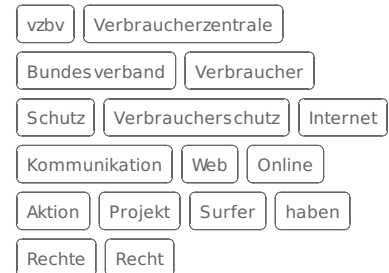 vzbv Verbraucherzentrale
Bundesverband Verbraucher
Schutz Verbraucherschutz Internet
Kommunikation Web Online
Aktion Projekt Surfer haben
Rechte Recht